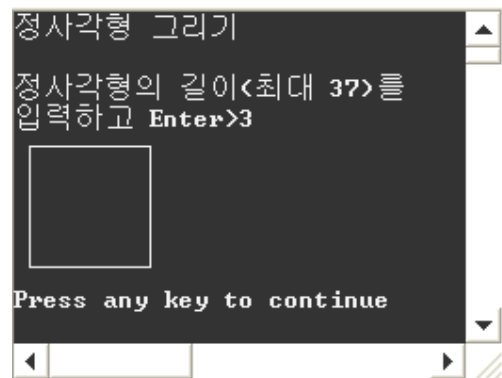 정사각형 그리기
정사각형의 길이(최대 37)를
입력하고 Enter>3
Press any key to continue